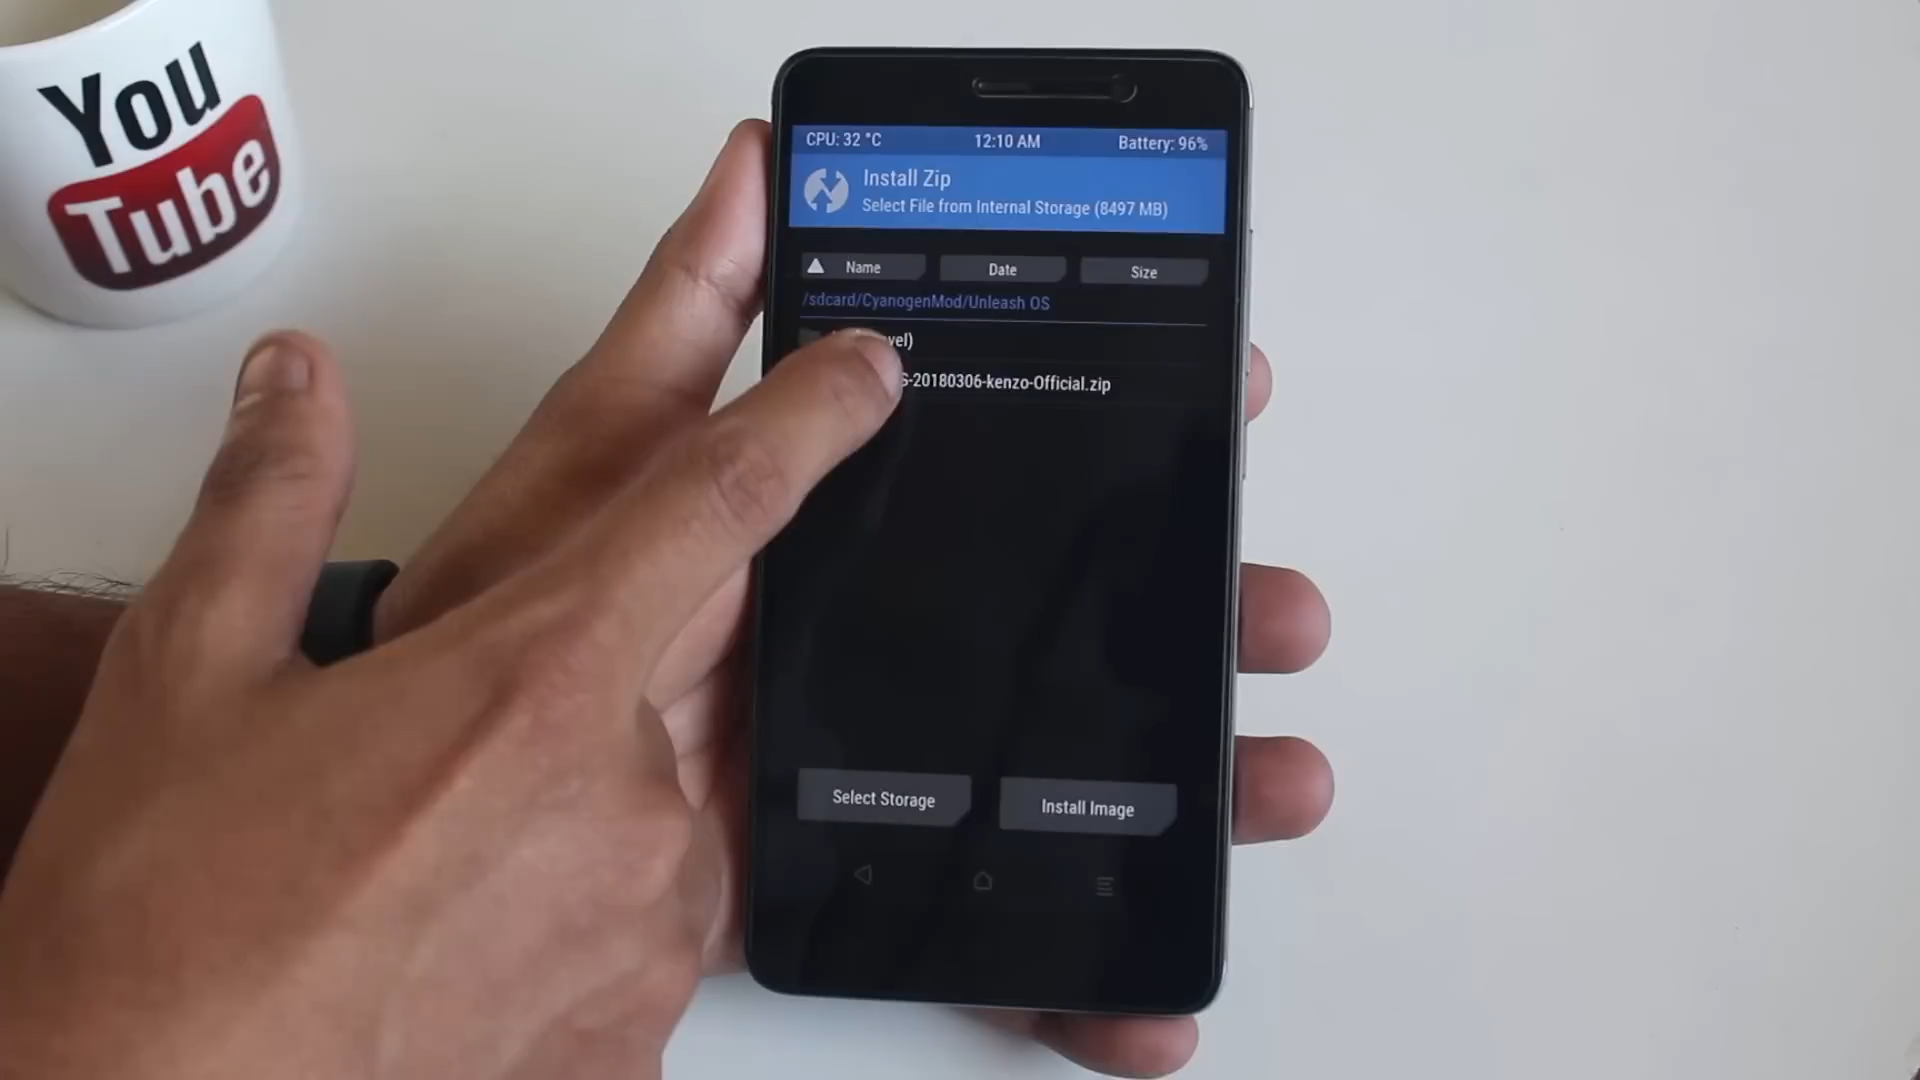 You
Tube
CPU: 32 °C 12:10 AM Battery: 96%
Install Zip
Select File from Internal Storage (8497 MB)
Name Date Size
/sdcard/CyanogenMod/Unleash OS
vel)
S-20180306-kenzo-Official.zip
Select Storage Install Image